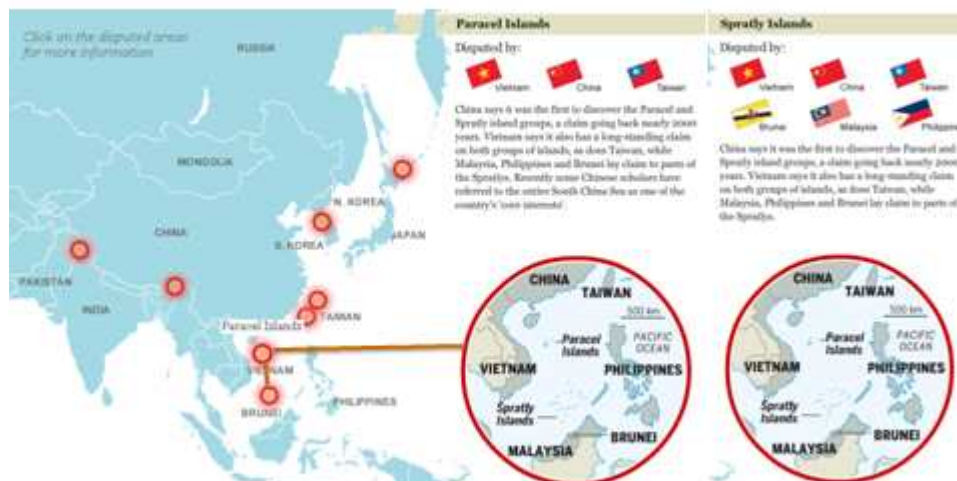 Click on the disputed areas
for more information
RUSSIA
MONGOLIA
N. KOREA
S. KOREA
JAPAN
CHINA
PAKISTAN
INDIA
TAIWAN
Paracel Islands
VIETNAM
PHILIPPINES
BRUNEI
Paracel Islands
Disputed by:
Vietnam
China
Taiwan
China says it was the first to discover the Paracel and
Spratly island groups, a claim going back nearly 2000
years. Vietnam says it also has a long-standing claim
on both groups of islands, as does Taiwan, while
Malaysia, Philippines and Brunei lay claim to parts of
the Spratlys. Recently some Chinese scholars have
referred to the entire South China Sea as one of the
country's 'core interests'.
CHINA
TAIWAN
500 km
Paracel
Islands
PACIFIC
OCEAN
VIETNAM
PHILIPPINES
Spratly
Islands
BRUNEI
MALAYSIA
Spratly Islands
Disputed by:
Vietnam
China
Taiwan
Brunei
Malaysia
Philippin
China says it was the first to discover the Paracel and
Spratly island groups, a claim going back nearly 200
years. Vietnam says it also has a long-standing claim
on both groups of islands, as does Taiwan, while
Malaysia, Philippines and Brunei lay claim to parts of
the Spratlys.
CHINA
TAIWAN
500 km
Paracel
Islands
PACIFIC
OCEAN
VIETNAM
PHILIPPINES
Spratly
Islands
BRUNEI
MALAYSIA